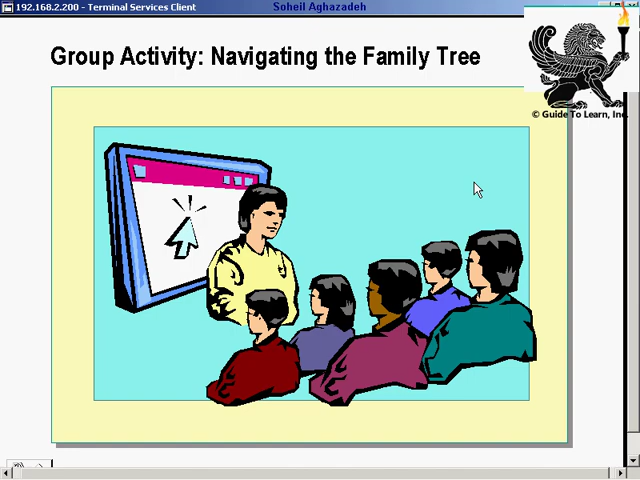 192.168.2.200 - Terminal Services Client
Soheil Aghazadeh
Group Activity: Navigating the Family Tree
© Guide To Learn, Inc.